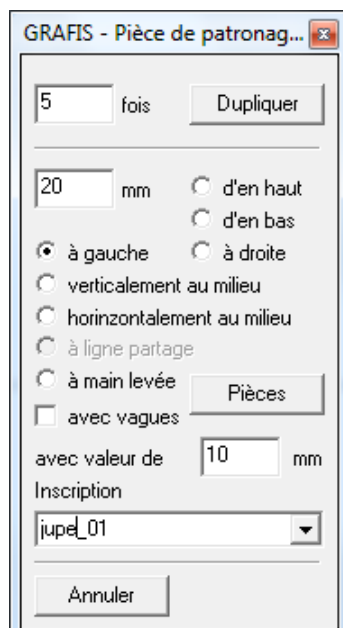 GRAFIS - Pièce de patronag...
5 fois Dupliquer
20 mm d'en haut
d'en bas
à gauche à droite
verticalement au milieu
horinzontalement au milieu
à ligne partage
à main levée
Pièces
avec vagues
avec valeur de 10 mm
Inscription
jupe_01
Annuler